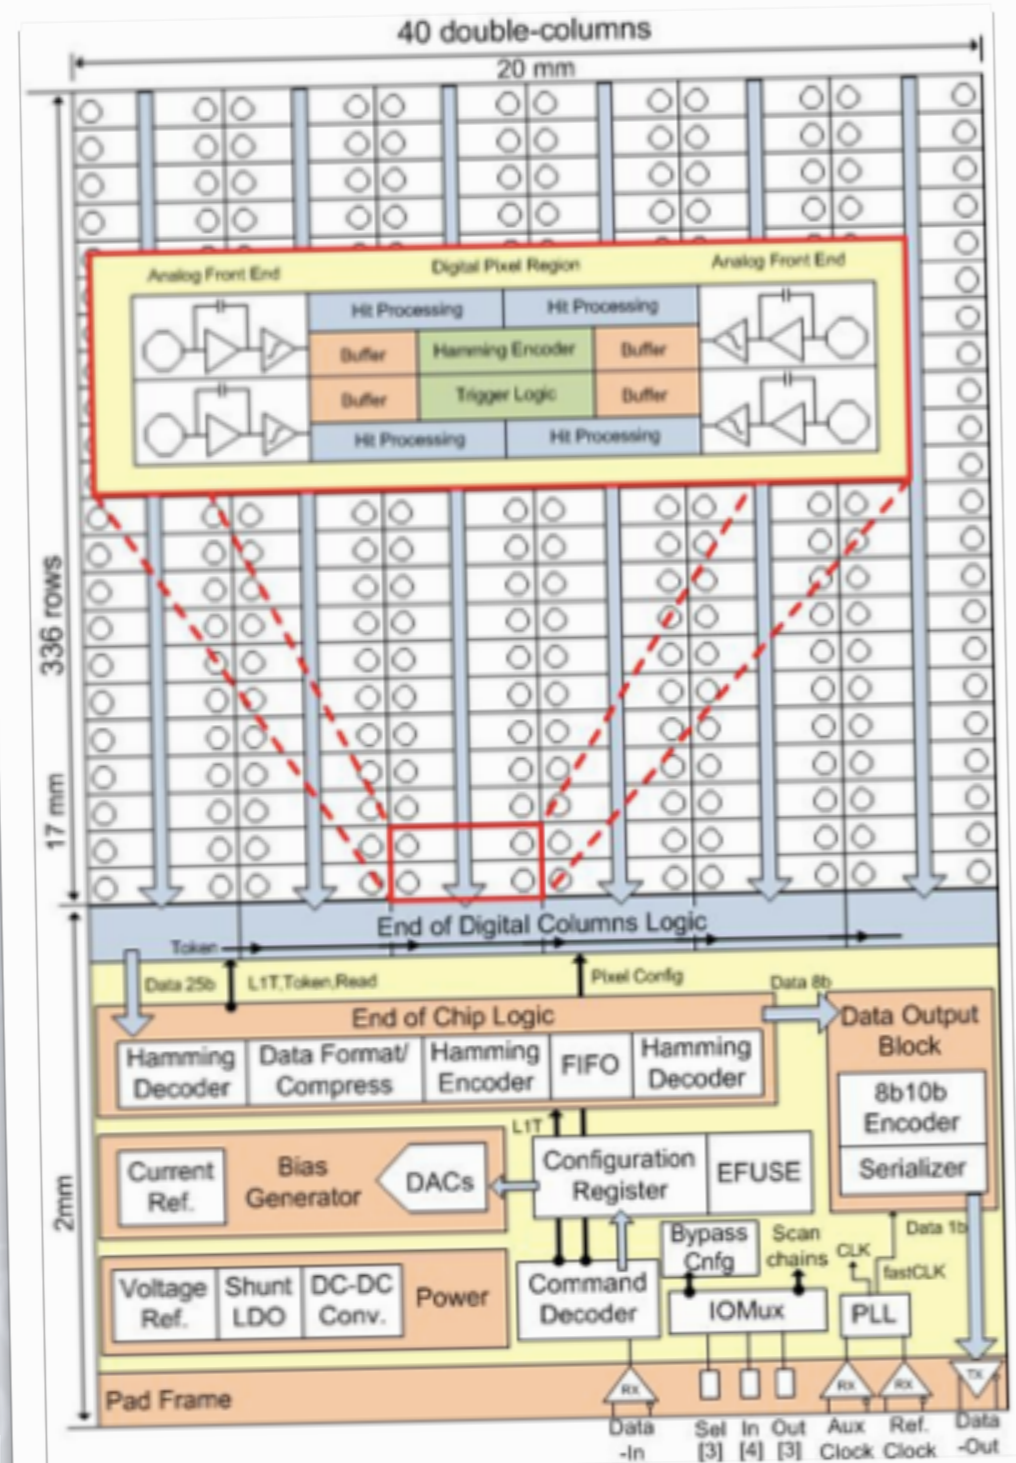 40 double-columns
20 mm
336 rows
17 mm
Analog Front End
Digital Pixel Region
Analog Front End
Hit Processing
Hit Processing
Buffer
Hamming Encoder
Buffer
Buffer
Trigger Logic
Buffer
Hit Processing
Hit Processing
End of Digital Columns Logic
Token
Data 25b
L1T,Token,Read
Pixel Config
Data 8b
End of Chip Logic
Hamming
Decoder
Data Format/
Compress
Hamming
Encoder
FIFO
Hamming
Decoder
Data Output
Block
8b10b
Encoder
Serializer
2mm
L1T
Current
Ref.
Bias
Generator
DACs
Configuration
Register
EFUSE
Data 1b
Bypass
Cnfg
Scan
chains
CLK
fastCLK
Voltage
Ref.
Shunt
LDO
DC-DC
Conv.
Power
Command
Decoder
IOMux
PLL
Pad Frame
RX
RX
RX
TX
Data
-In
Sel
[3]
In
[4]
Out
[3]
Aux
Clock
Ref.
Clock
Data
-Out